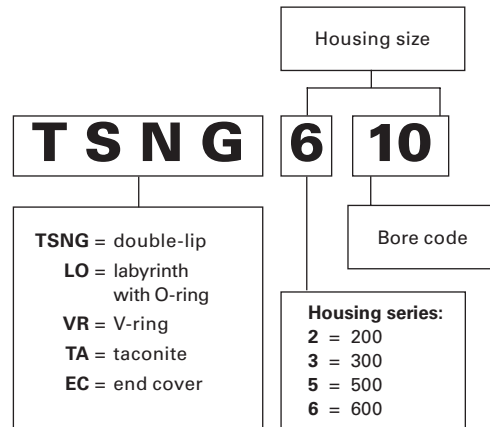 Housing size
T S N G 6 10
TSNG = double-lip
LO = labyrinth
with O-ring
VR = V-ring
TA = taconite
EC = end cover
Bore code
Housing series:
2 = 200
3 = 300
5 = 500
6 = 600